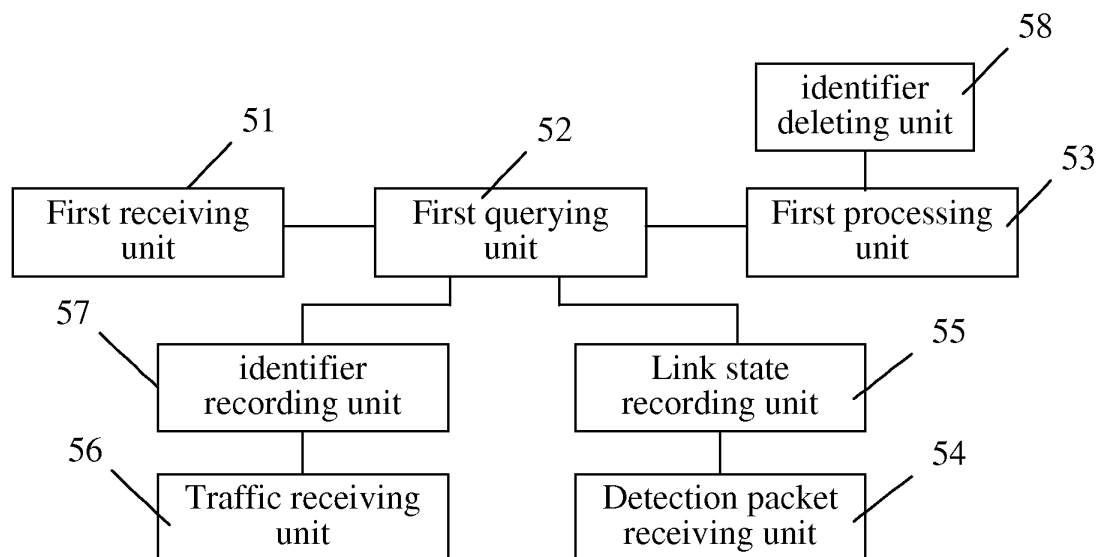 58
identifier
deleting unit
51
52
53
First receiving
unit
First querying
unit
First processing
unit
57
55
identifier
recording unit
Link state
recording unit
56
54
Traffic receiving
unit
Detection packet
receiving unit